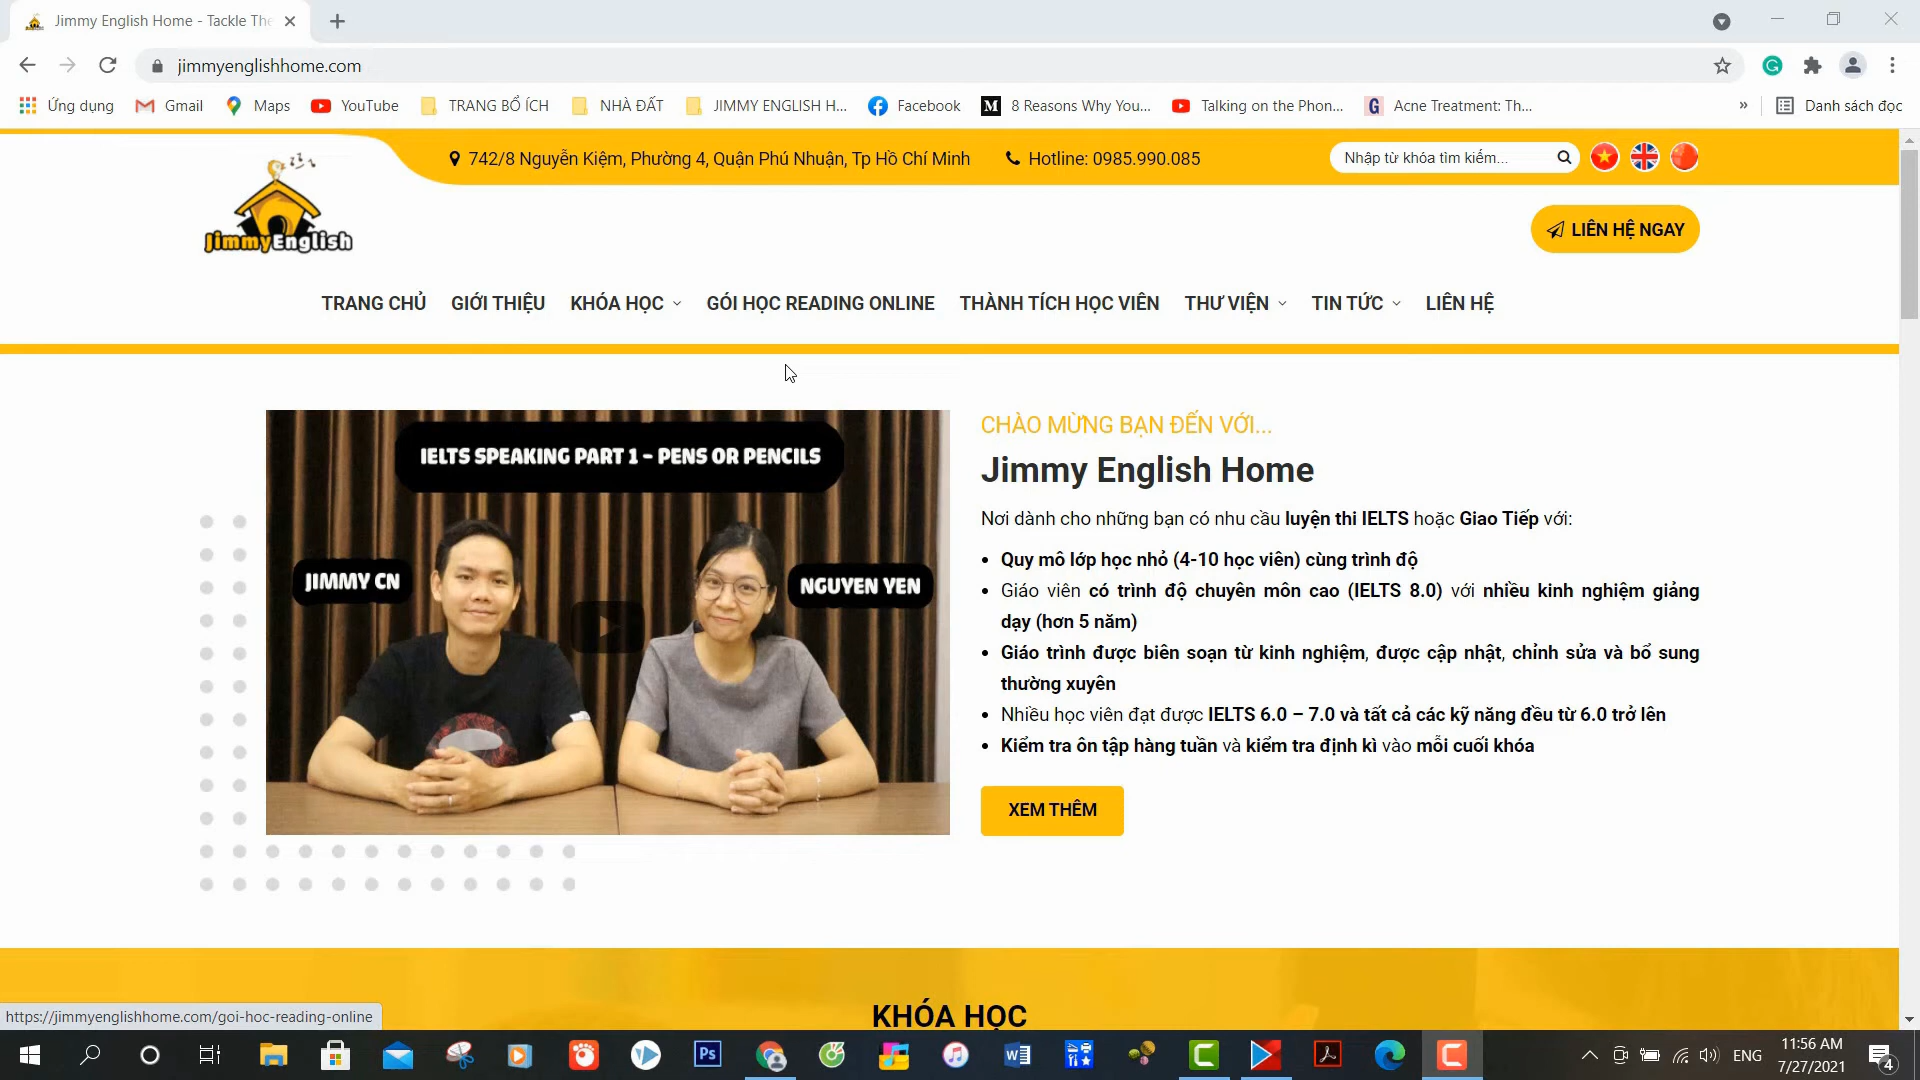 Jimmy English Home - Tackle The
jimmyenglishhome.com
Ứng dụng Gmail Maps YouTube TRANG BỔ ÍCH NHÀ ĐẤT JIMMY ENGLISH H... Facebook 8 Reasons Why You... Talking on the Phon... Acne Treatment: Th... » Danh sách đọc
742/8 Nguyễn Kiệm, Phường 4, Quận Phú Nhuận, Tp Hồ Chí Minh Hotline: 0985.990.085 Nhập từ khóa tìm kiếm...
JimmyEnglish
LIÊN HỆ NGAY
TRANG CHỦ GIỚI THIỆU KHÓA HỌC GÓI HỌC READING ONLINE THÀNH TÍCH HỌC VIÊN THƯ VIỆN TIN TỨC LIÊN HỆ
IELTS SPEAKING PART 1 - PENS OR PENCILS
JIMMY CN
NGUYEN YEN
CHÀO MỪNG BẠN ĐẾN VỚI...
Jimmy English Home
Nơi dành cho những bạn có nhu cầu luyện thi IELTS hoặc Giao Tiếp với:
• Quy mô lớp học nhỏ (4-10 học viên) cùng trình độ
• Giáo viên có trình độ chuyên môn cao (IELTS 8.0) với nhiều kinh nghiệm giảng
dạy (hơn 5 năm)
• Giáo trình được biên soạn từ kinh nghiệm, được cập nhật, chỉnh sửa và bổ sung
thường xuyên
• Nhiều học viên đạt được IELTS 6.0 – 7.0 và tất cả các kỹ năng đều từ 6.0 trở lên
• Kiểm tra ôn tập hàng tuần và kiểm tra định kì vào mỗi cuối khóa
XEM THÊM
KHÓA HỌC
https://jimmyenglishhome.com/goi-hoc-reading-online
Ps
ENG
11:56 AM
7/27/2021
4